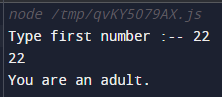 node /tmp/qvKY5079AX.js
Type first number :-- 22
22
You are an adult.